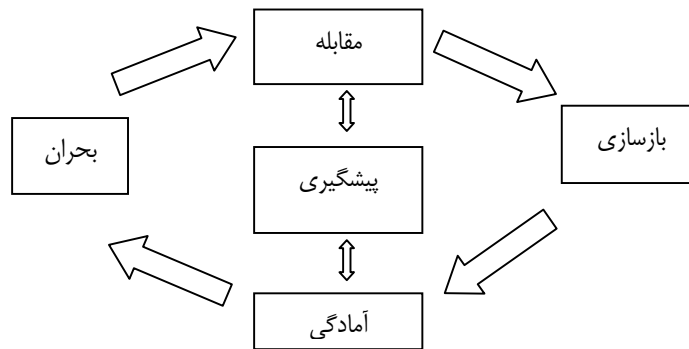 مقابله
بازسازی
بحران
پیشگیری
آمادگی